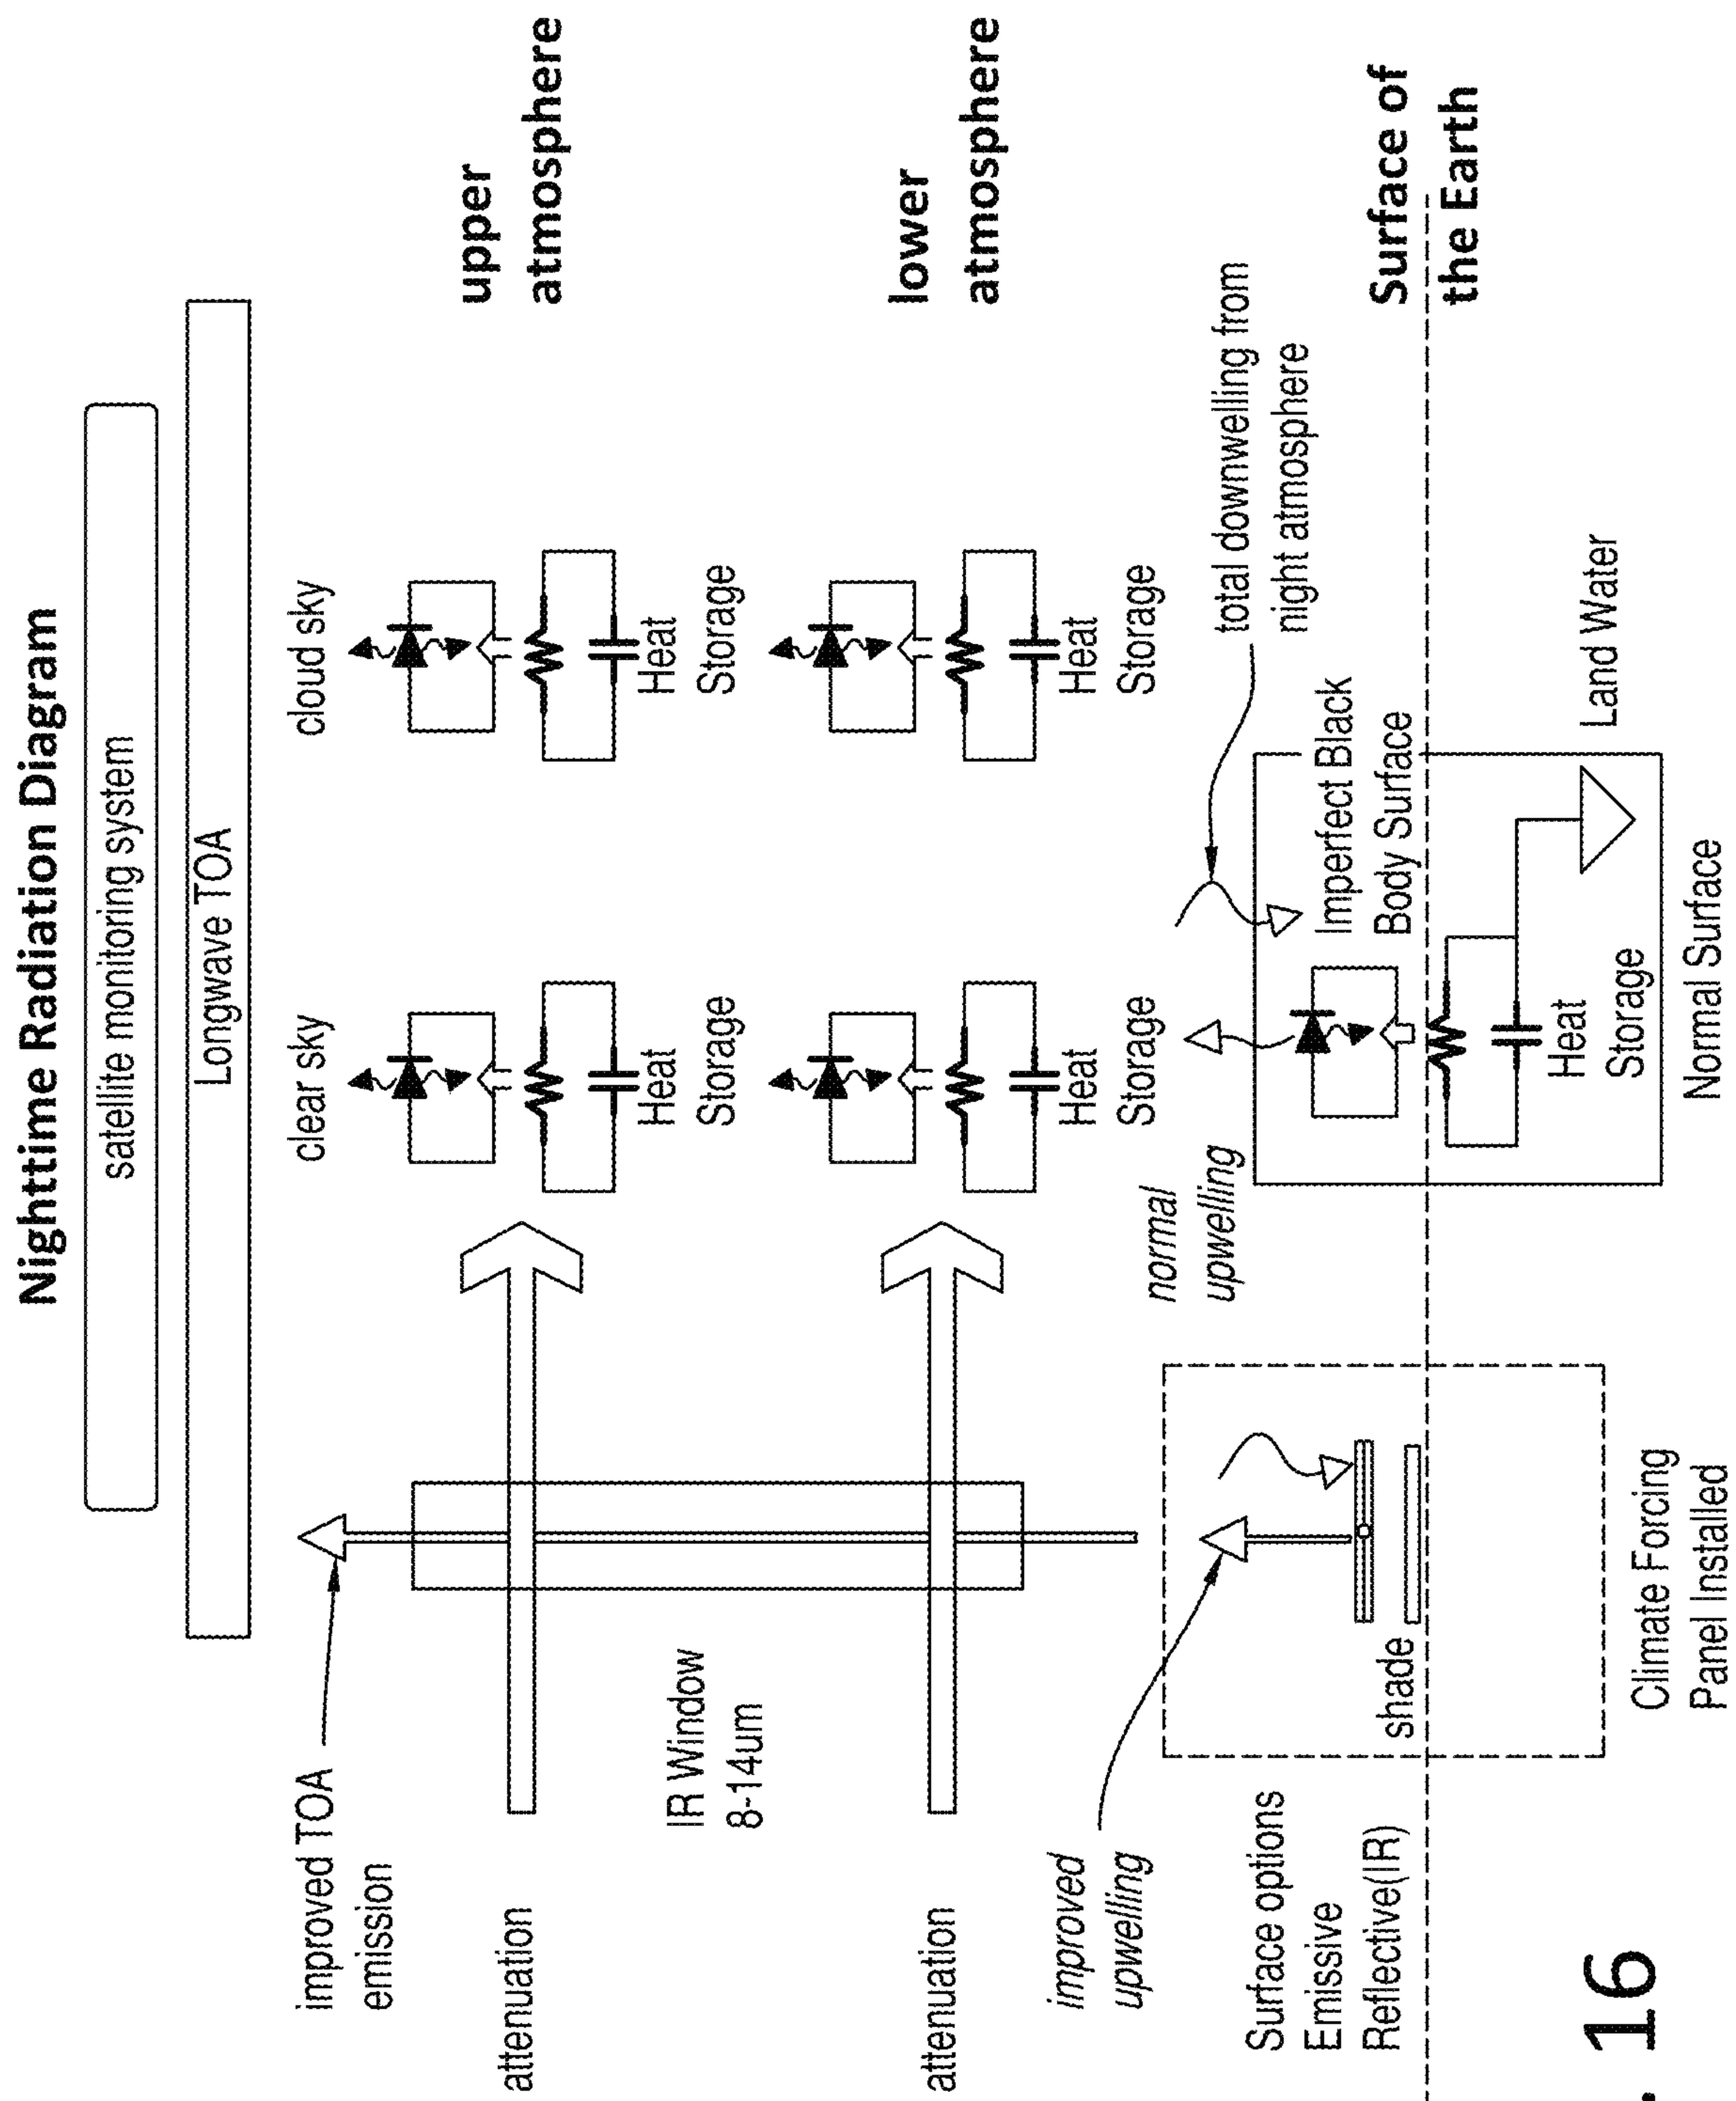 Nighttime Radiation Diagram
satellite monitoring system
Longwave TOA
improved TOA
emission
clear sky
cloud sky
upper
atmosphere
attenuation
Heat
Storage
Heat
Storage
IR Window
8-14um
lower
atmosphere
attenuation
Heat
Storage
Heat
Storage
improved
upwelling
normal
upwelling
total downwelling from
night atmosphere
Surface options
Emissive
Reflective(IR)
shade
Imperfect Black
Body Surface
Surface of
the Earth
Heat
Storage
Land Water
Climate Forcing
Panel Installed
Normal Surface
. 16